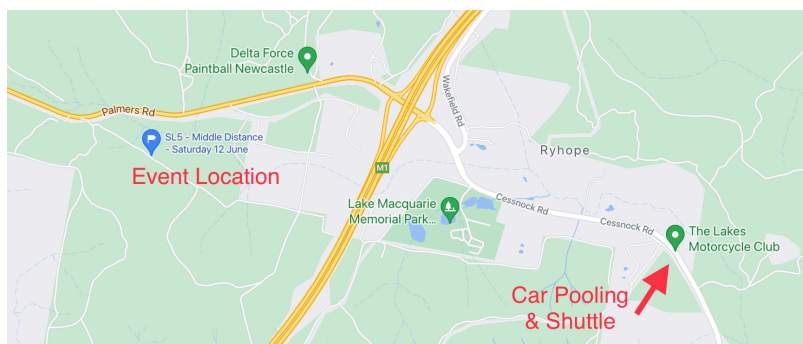 Delta Force
Paintball Newcastle
Palmers Rd
Wakefield Rd
SL5 - Middle Distance
- Saturday 12 June
Event Location
M1
Ryhope
Lake Macquarie
Memorial Park...
Cessnock Rd
Cessnock Rd
The Lakes
Motorcycle Club
Car Pooling
& Shuttle